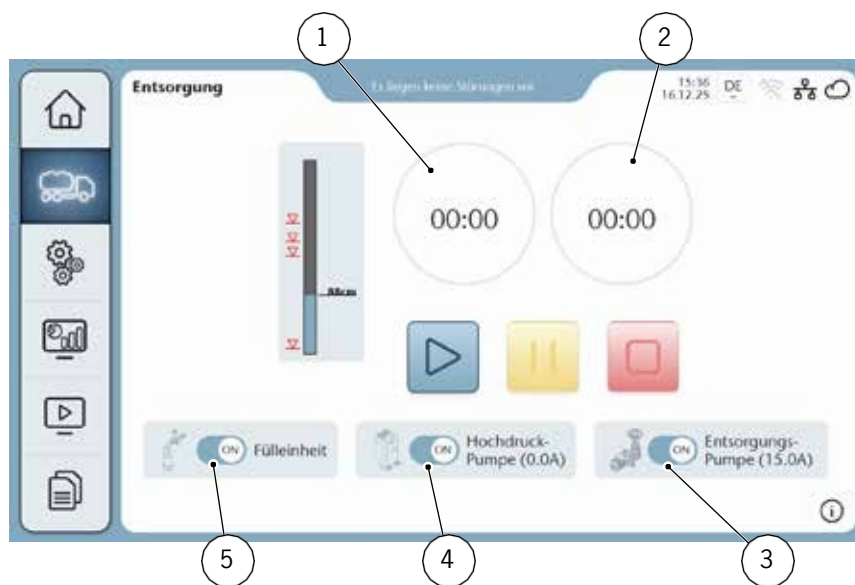 1
2
Entsorgung
Es liegen keine Störungen vor
15:36
16.12.25
DE
00:00
00:00
88cm
ON
Fülleinheit
ON
Hochdruck-
Pumpe (0.0A)
ON
Entsorgungs-
Pumpe (15.0A)
5
4
3